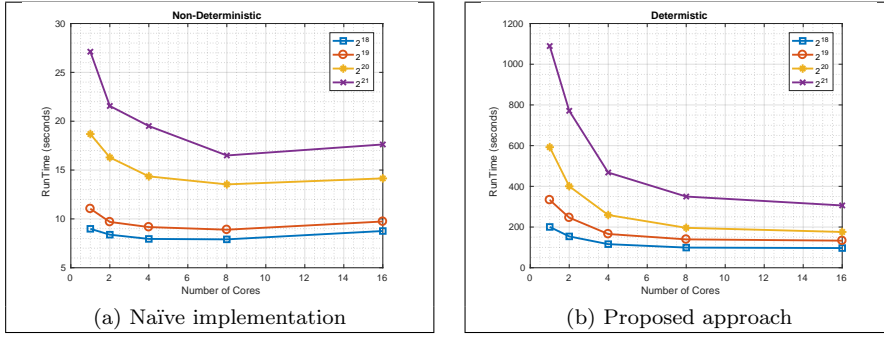 Non-Deterministic
RunTime (seconds)
30
25
20
15
10
5
0 2 4 6 8 10 12 14 16
Number of Cores
2^18
2^19
2^20
2^21
(a) Naïve implementation
Determistic
RunTime (seconds)
1200
1000
800
600
400
200
0
0 2 4 6 8 10 12 14 16
Number of Cores
2^18
2^19
2^20
2^21
(b) Proposed approach